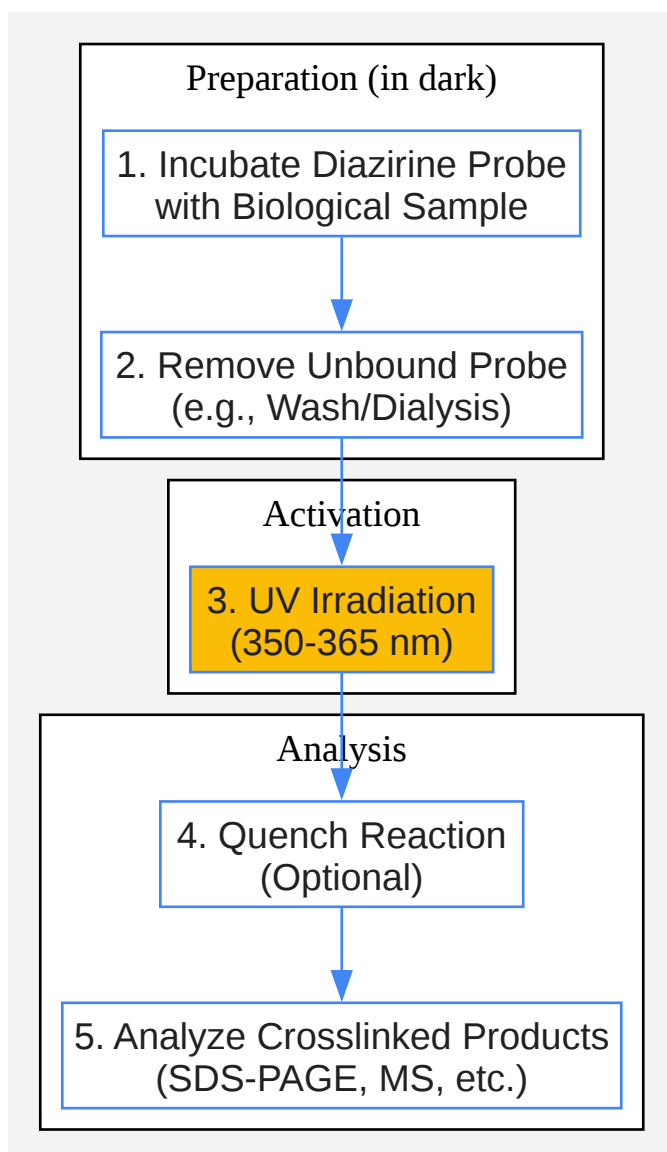 Preparation (in dark)
1. Incubate Diazirine Probe
with Biological Sample
2. Remove Unbound Probe
(e.g., Wash/Dialysis)
Activation
3. UV Irradiation
(350-365 nm)
Analysis
4. Quench Reaction
(Optional)
5. Analyze Crosslinked Products
(SDS-PAGE, MS, etc.)